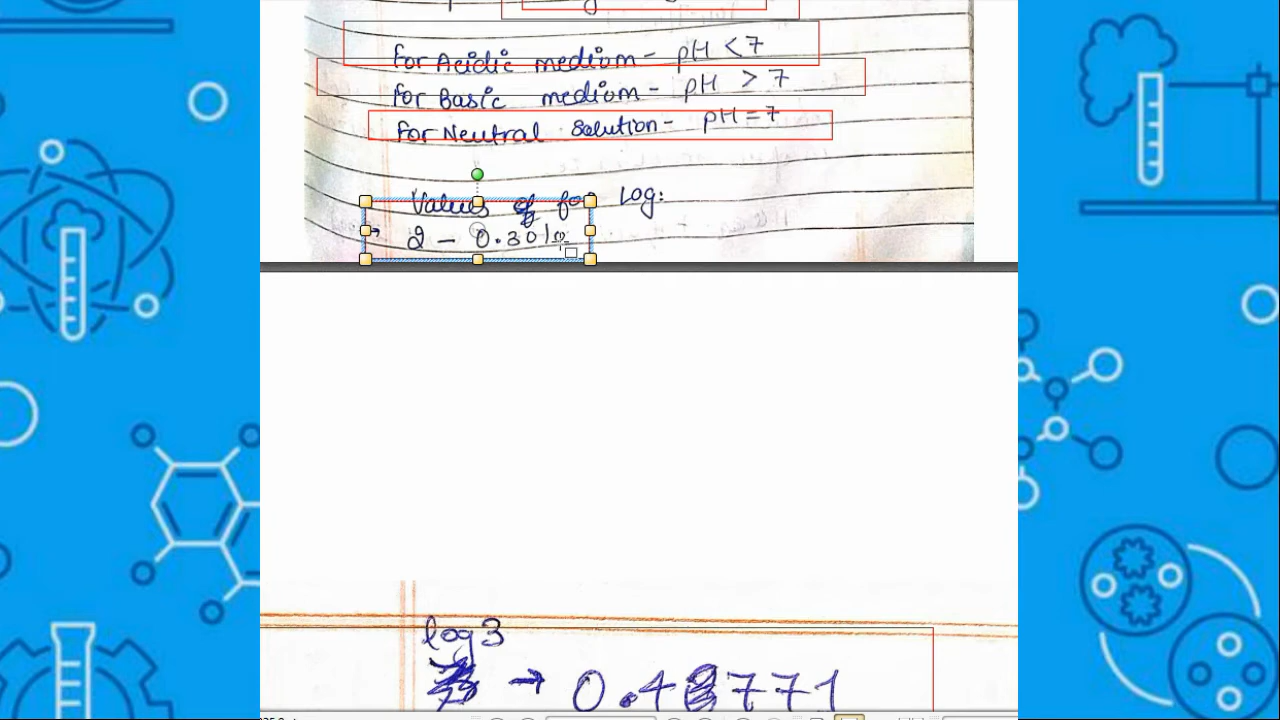 for Acidic medium- pH < 7
for Basic medium- pH > 7
for Neutral solution- pH = 7
Values of for Log:
2 - 0.3010
log 3
→ 0.48771